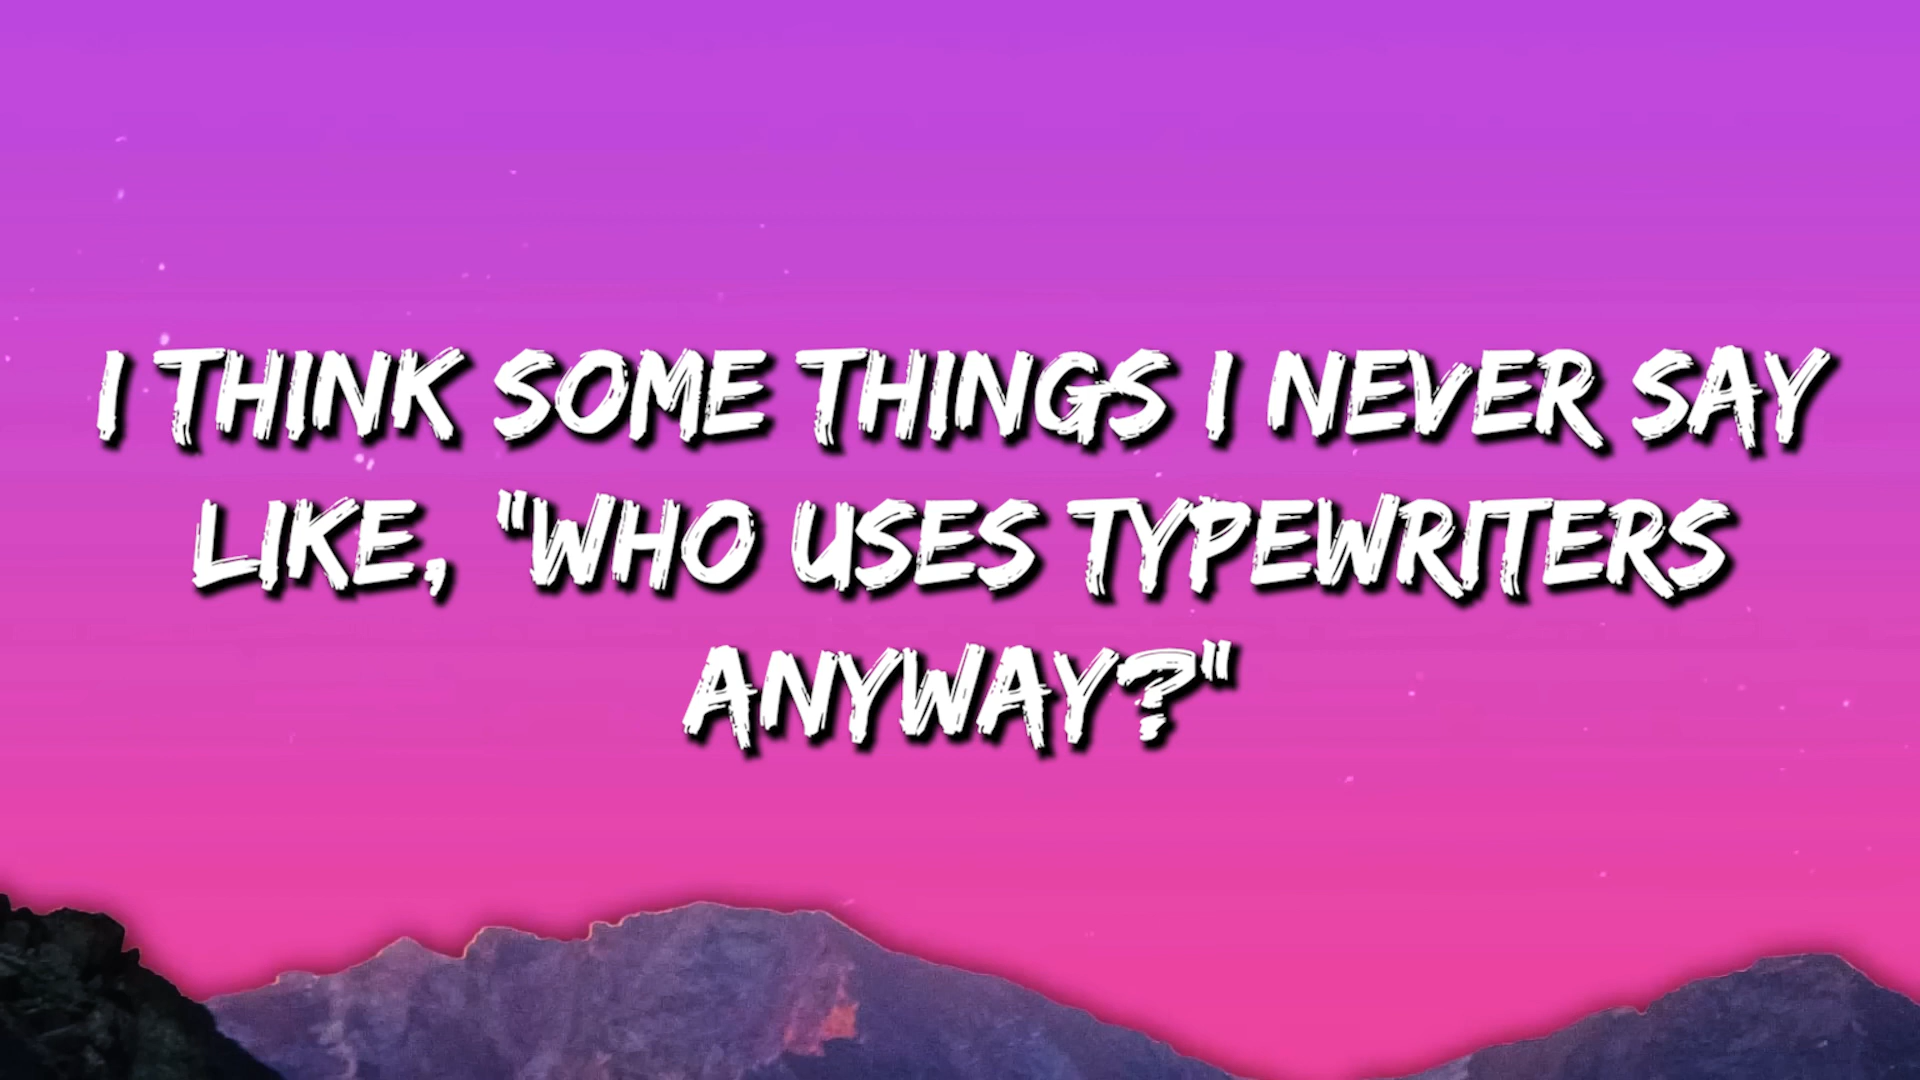 I THINK SOME THINGS I NEVER SAY
LIKE, "WHO USES TYPEWRITERS
ANYWAY?"